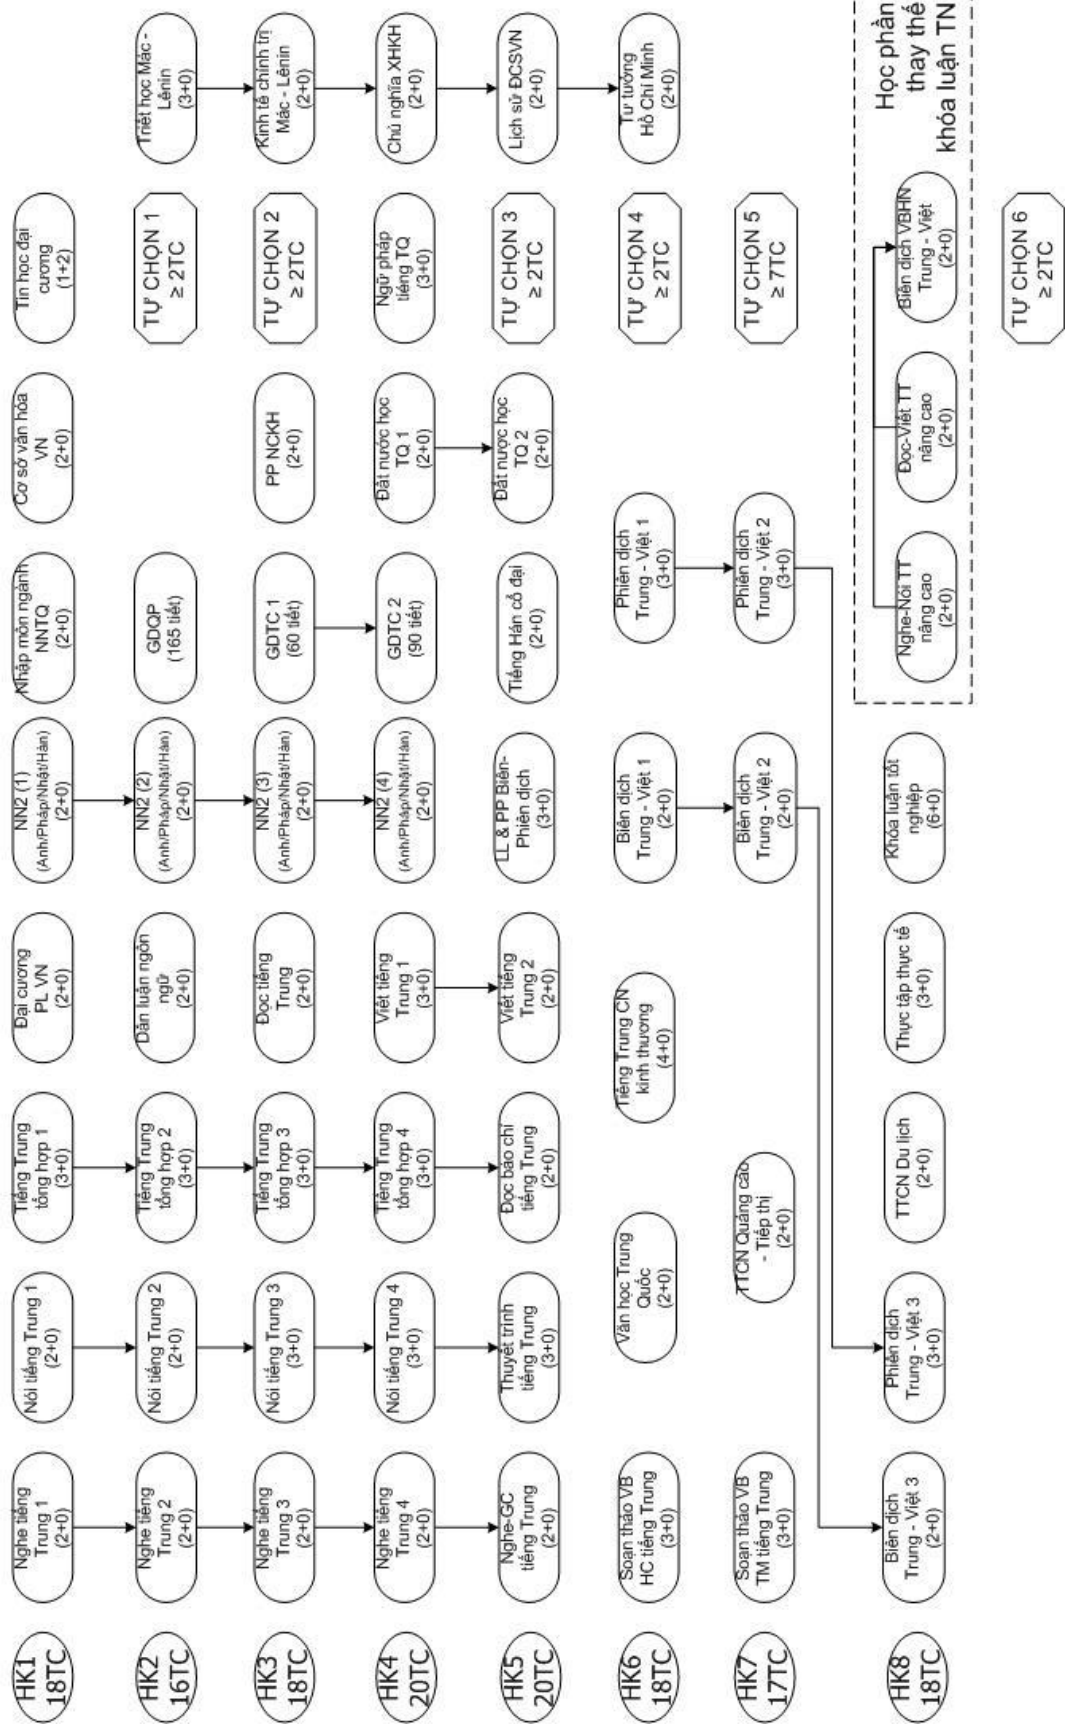 HK1
18TC
Nghe tiếng
Trung 1
(2+0)
Nói tiếng Trung 1
(2+0)
Tiếng Trung
tổng hợp 1
(3+0)
Đại cương
PL VN
(2+0)
NN2 (1)
(Anh/Pháp/Nhật/Hàn)
(2+0)
Nhập môn ngành
NNTQ
(2+0)
Cơ sở văn hóa
VN
(2+0)
Tin học đại
cương
(1+2)
HK2
16TC
Nghe tiếng
Trung 2
(2+0)
Nói tiếng Trung 2
(2+0)
Tiếng Trung
tổng hợp 2
(3+0)
Dẫn luận ngôn
ngữ
(2+0)
NN2 (2)
(Anh/Pháp/Nhật/Hàn)
(2+0)
GDQP
(165 tiết)
TỰ CHỌN 1
≥ 2TC
Triết học Mác -
Lênin
(3+0)
HK3
18TC
Nghe tiếng
Trung 3
(2+0)
Nói tiếng Trung 3
(3+0)
Tiếng Trung
tổng hợp 3
(3+0)
Đọc tiếng
Trung
(2+0)
NN2 (3)
(Anh/Pháp/Nhật/Hàn)
(2+0)
GDTC 1
(60 tiết)
PP NCKH
(2+0)
TỰ CHỌN 2
≥ 2TC
Kinh tế chính trị
Mác - Lênin
(2+0)
HK4
20TC
Nghe tiếng
Trung 4
(2+0)
Nói tiếng Trung 4
(3+0)
Tiếng Trung
tổng hợp 4
(3+0)
Viết tiếng
Trung 1
(3+0)
NN2 (4)
(Anh/Pháp/Nhật/Hàn)
(2+0)
GDTC 2
(90 tiết)
Đất nước học
TQ 1
(2+0)
Ngữ pháp
tiếng TQ
(3+0)
Chủ nghĩa XHKH
(2+0)
HK5
20TC
Nghe-GC
tiếng Trung
(2+0)
Thuyết trình
tiếng Trung
(3+0)
Đọc báo chí
tiếng Trung
(2+0)
Viết tiếng
Trung 2
(2+0)
LL & PP Biên-
Phiên dịch
(3+0)
Tiếng Hán cổ đại
(2+0)
Đất nược học
TQ 2
(2+0)
TỰ CHỌN 3
≥ 2TC
Lịch sử ĐCSVN
(2+0)
HK6
18TC
Soạn thảo VB
HC tiếng Trung
(3+0)
Văn học Trung
Quốc
(2+0)
Tiếng Trung CN
kinh thương
(4+0)
Biên dịch
Trung - Việt 1
(2+0)
Phiên dịch
Trung - Việt 1
(3+0)
TỰ CHỌN 4
≥ 2TC
Tư tưởng
Hồ Chí Minh
(2+0)
HK7
17TC
Soạn thảo VB
TM tiếng Trung
(3+0)
TTCN Quảng cáo
- Tiếp thị
(2+0)
Biên dịch
Trung - Việt 2
(2+0)
Phiên dịch
Trung - Việt 2
(3+0)
TỰ CHỌN 5
≥ 7TC
HK8
18TC
Biên dịch
Trung - Việt 3
(2+0)
Phiên dịch
Trung - Việt 3
(3+0)
TTCN Du lịch
(2+0)
Thực tập thực tế
(3+0)
Khóa luận tốt
nghiệp
(6+0)
Nghe-Nói TT
nâng cao
(2+0)
Đọc-Viết TT
nâng cao
(2+0)
Biên dịch VBHN
Trung - Việt
(2+0)
Học phần
thay thế
khóa luận TN
TỰ CHỌN 6
≥ 2TC